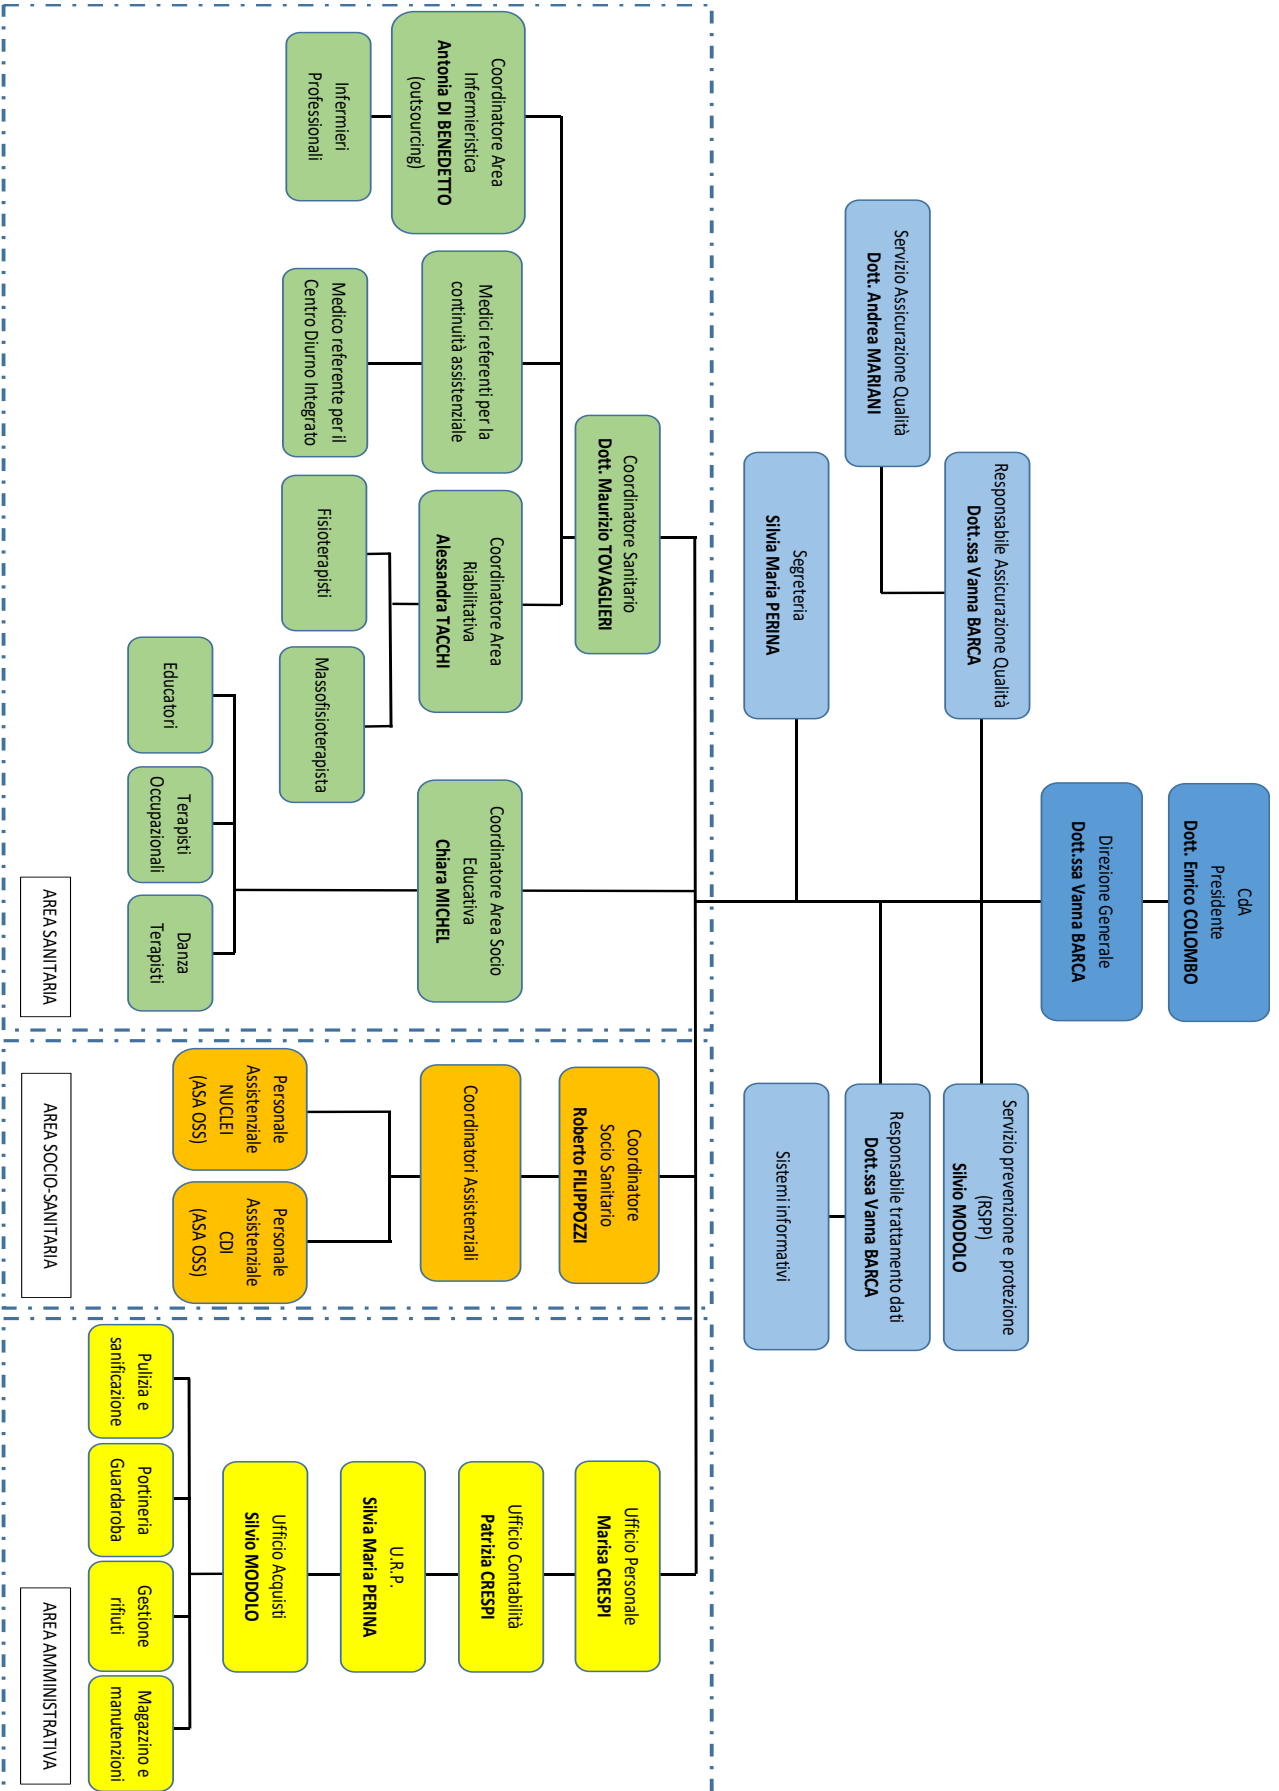 CdA
Presidente
Dott. Enrico COLOMBO
Direzione Generale
Dott.ssa Vanna BARCA
Responsabile Assicurazione Qualità
Dott.ssa Vanna BARCA
Servizio prevenzione e protezione
(RSPP)
Silvio MODOLO
Servizio Assicurazione Qualità
Dott. Andrea MARIANI
Responsabile trattamento dati
Dott.ssa Vanna BARCA
Segreteria
Silvia Maria PERINA
Sistemi informativi
Coordinatore Sanitario
Dott. Maurizio TOVAGLIERI
Coordinatore Area
Infermieristica
Antonia DI BENEDETTO
(outsourcing)
Medici referenti per la
continuità assistenziale
Coordinatore Area
Riabilitativa
Alessandra TACCHI
Coordinatore Area Socio
Educativa
Chiara MICHEL
Infermieri
Professionali
Medico referente per il
Centro Diurno Integrato
Fisioterapisti
Massofisioterapista
Educatori
Terapisti
Occupazionali
Danza
Terapisti
AREA SANITARIA
Coordinatore
Socio Sanitario
Roberto FILIPPOZZI
Coordinatori Assistenziali
Personale
Assistenziale
NUCLEI
(ASA OSS)
Personale
Assistenziale
CDI
(ASA OSS)
AREA SOCIO-SANITARIA
Ufficio Personale
Marisa CRESPI
Ufficio Contabilità
Patrizia CRESPI
U.R.P.
Silvia Maria PERINA
Ufficio Acquisti
Silvio MODOLO
Pulizia e
sanificazione
Portineria
Guardaroba
Gestione
rifiuti
Magazzino e
manutenzioni
AREA AMMINISTRATIVA